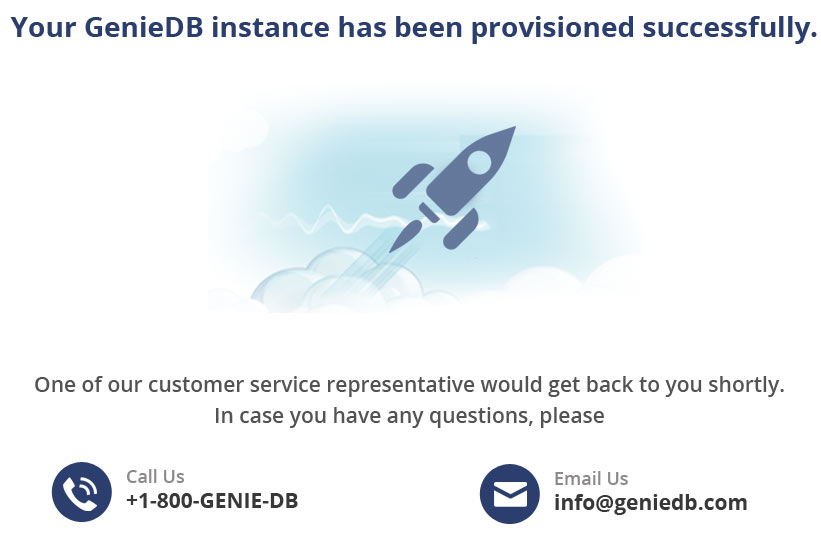 Your GenieDB instance has been provisioned successfully.
One of our customer service representative would get back to you shortly.
In case you have any questions, please
Call Us
+1-800-GENIE-DB
Email Us
info@geniedb.com